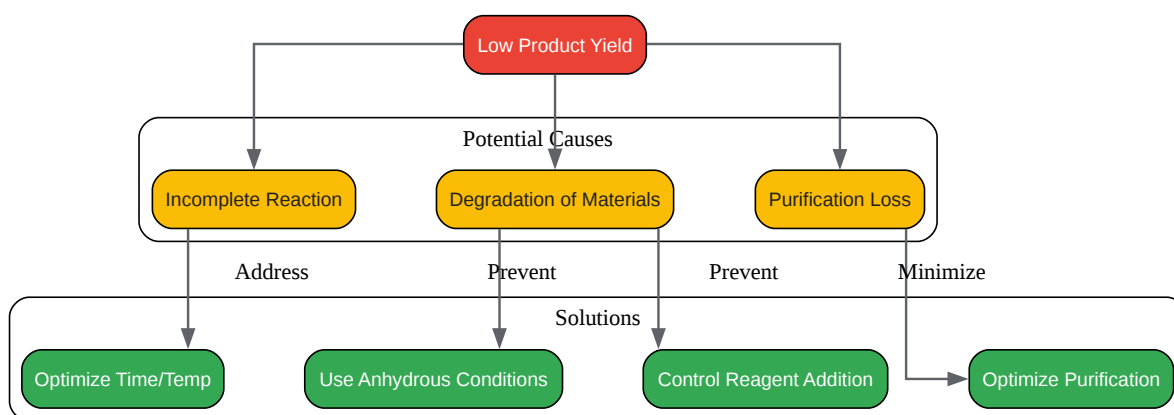 Low Product Yield
Potential Causes
Incomplete Reaction
Degradation of Materials
Purification Loss
Address
Prevent
Prevent
Minimize
Solutions
Optimize Time/Temp
Use Anhydrous Conditions
Control Reagent Addition
Optimize Purification